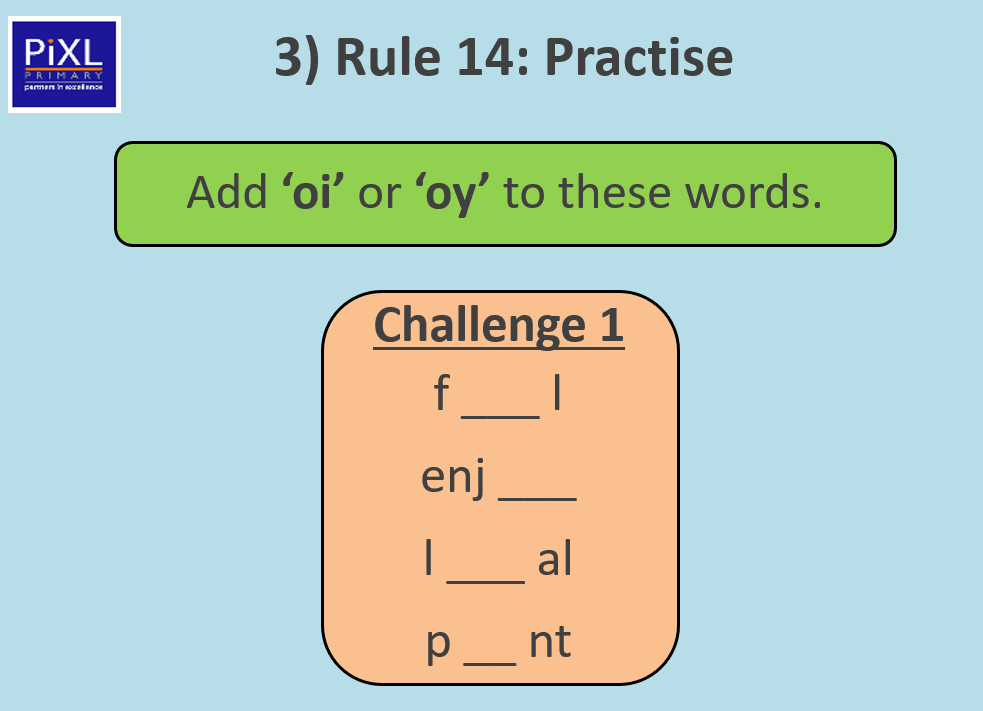 PiXL
PRIMARY
partners in excellence
3) Rule 14: Practise
Add ‘oi’ or ‘oy’ to these words.
Challenge 1
f ___ l
enj ___
l ___ al
p __ nt